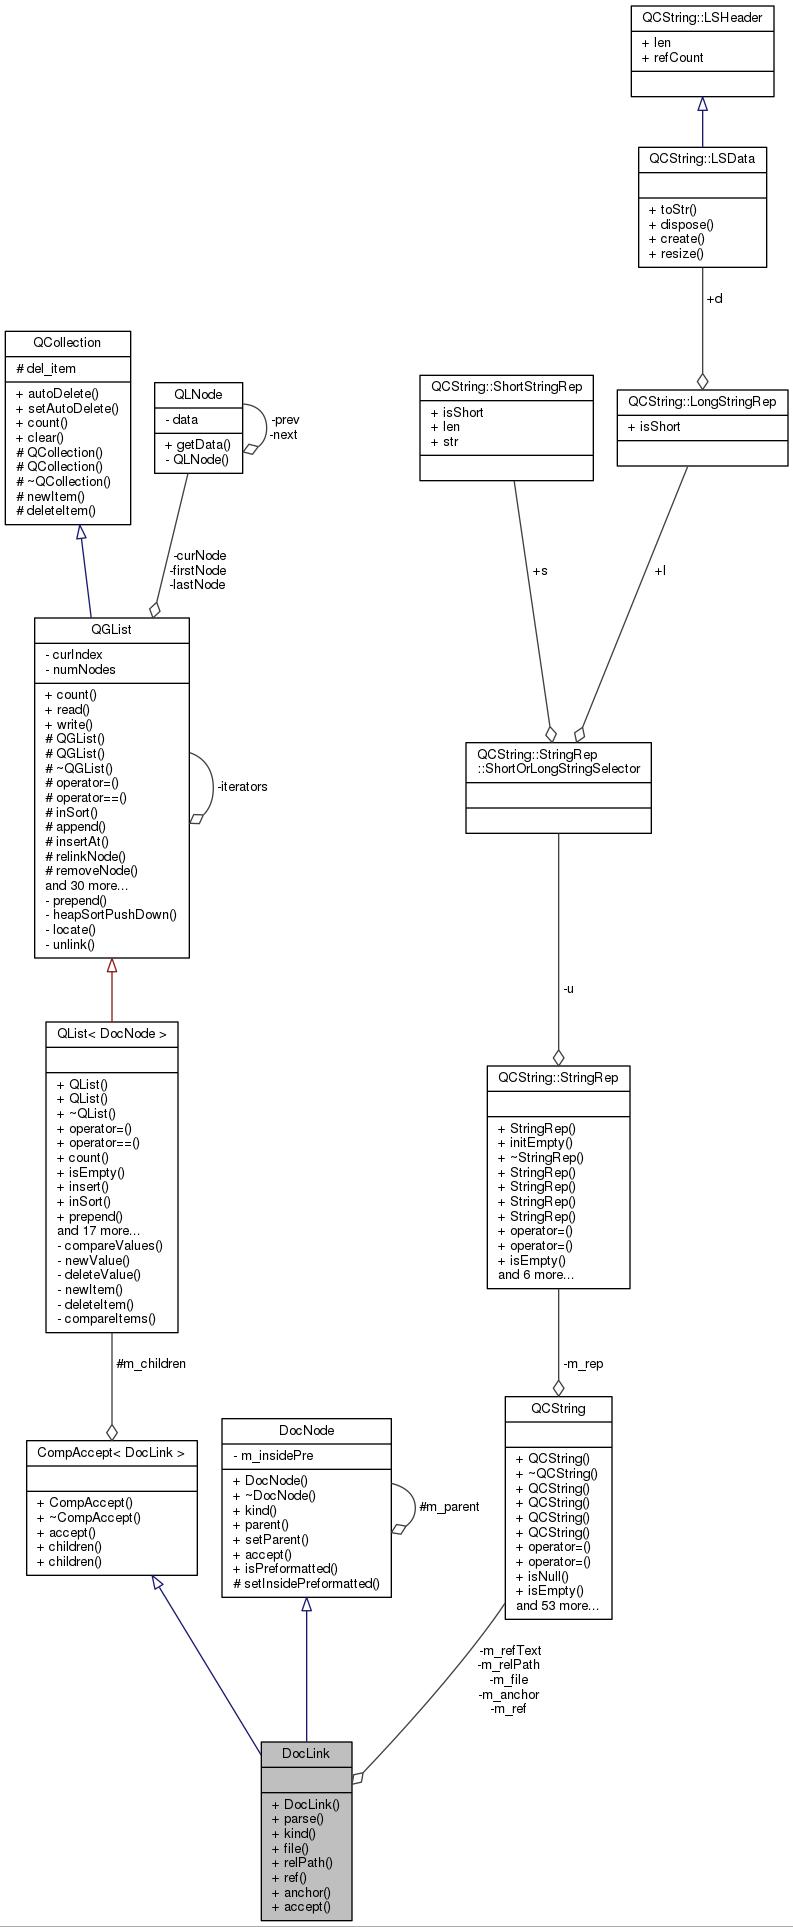 QCString::LSHeader
+ len
+ refCount
QCString::LSData
+ toStr()
+ dispose()
+ create()
+ resize()
+d
QCollection
# del_item
+ autoDelete()
+ setAutoDelete()
+ count()
+ clear()
# QCollection()
# QCollection()
# ~QCollection()
# newItem()
# deleteItem()
QLNode
- data
+ getData()
- QLNode()
-prev
-next
QCString::ShortStringRep
+ isShort
+ len
+ str
QCString::LongStringRep
+ isShort
-curNode
-firstNode
-lastNode
+s
+l
QGList
- curIndex
- numNodes
+ count()
+ read()
+ write()
# QGList()
# QGList()
# ~QGList()
# operator=()
# operator==()
# inSort()
# append()
# insertAt()
# relinkNode()
# removeNode()
and 30 more...
- prepend()
- heapSortPushDown()
- locate()
- unlink()
-iterators
QCString::StringRep
::ShortOrLongStringSelector
-u
QList< DocNode >
+ QList()
+ QList()
+ ~QList()
+ operator=()
+ operator==()
+ count()
+ isEmpty()
+ insert()
+ inSort()
+ prepend()
and 17 more...
- compareValues()
- newValue()
- deleteValue()
- newItem()
- deleteItem()
- compareItems()
QCString::StringRep
+ StringRep()
+ initEmpty()
+ ~StringRep()
+ StringRep()
+ StringRep()
+ StringRep()
+ StringRep()
+ operator=()
+ operator=()
+ isEmpty()
and 6 more...
#m_children
-m_rep
CompAccept< DocLink >
+ CompAccept()
+ ~CompAccept()
+ accept()
+ children()
+ children()
DocNode
- m_insidePre
+ DocNode()
+ ~DocNode()
+ kind()
+ parent()
+ setParent()
+ accept()
+ isPreformatted()
# setInsidePreformatted()
#m_parent
QCString
+ QCString()
+ ~QCString()
+ QCString()
+ QCString()
+ QCString()
+ QCString()
+ operator=()
+ operator=()
+ isNull()
+ isEmpty()
and 53 more...
-m_refText
-m_relPath
-m_file
-m_anchor
-m_ref
DocLink
+ DocLink()
+ parse()
+ kind()
+ file()
+ relPath()
+ ref()
+ anchor()
+ accept()